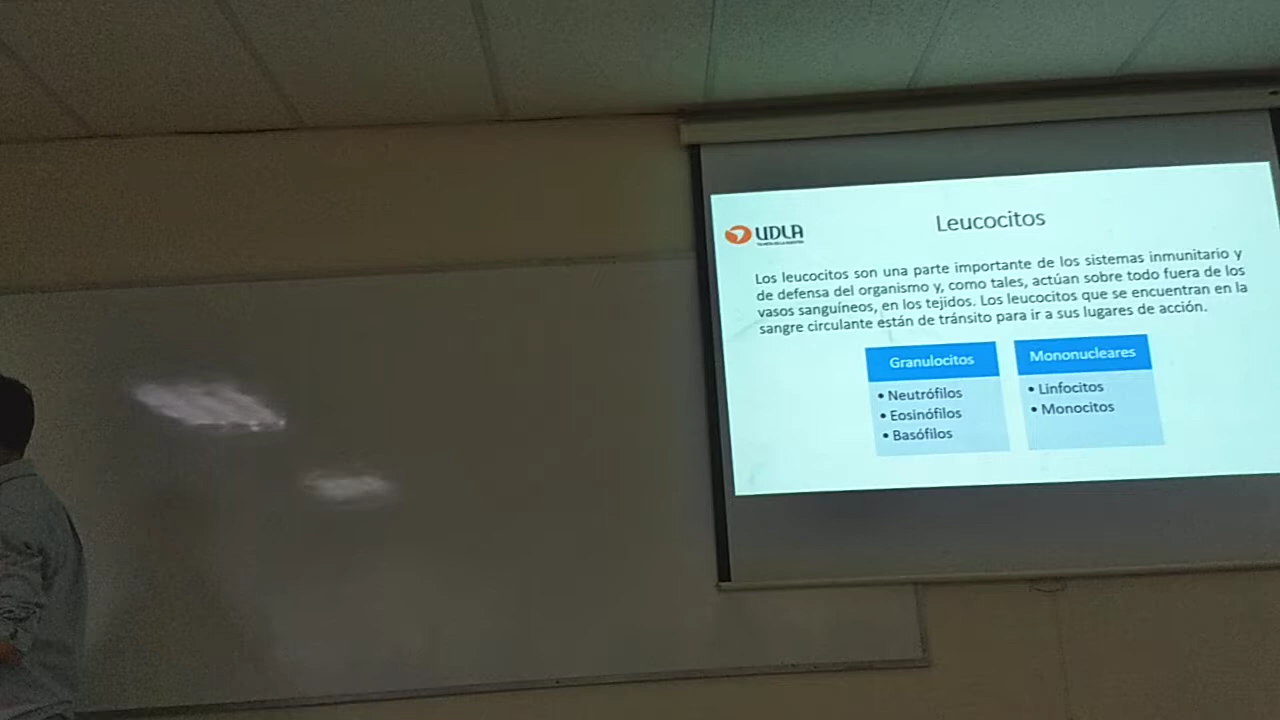 UDLA
Leucocitos
Los leucocitos son una parte importante de los sistemas inmunitario y
de defensa del organismo y, como tales, actúan sobre todo fuera de los
vasos sanguíneos, en los tejidos. Los leucocitos que se encuentran en la
sangre circulante están de tránsito para ir a sus lugares de acción.
Granulocitos
• Neutrófilos
• Eosinófilos
• Basófilos
Mononucleares
• Linfocitos
• Monocitos